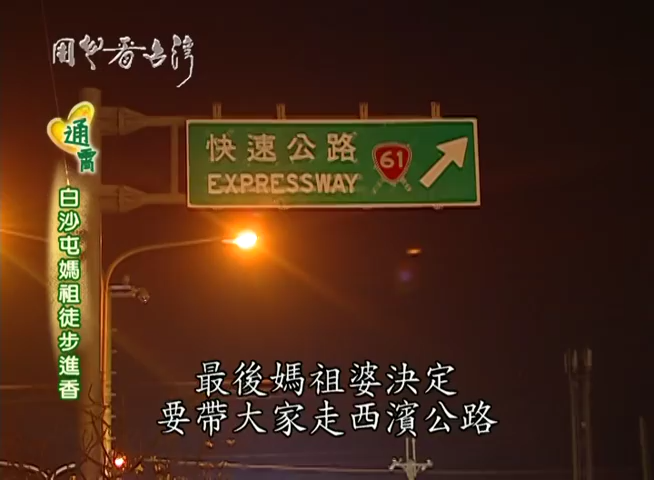 用心看台灣
通霄
白沙屯媽祖徒步進香
快速公路
EXPRESSWAY
61
最後媽祖婆決定
要帶大家走西濱公路